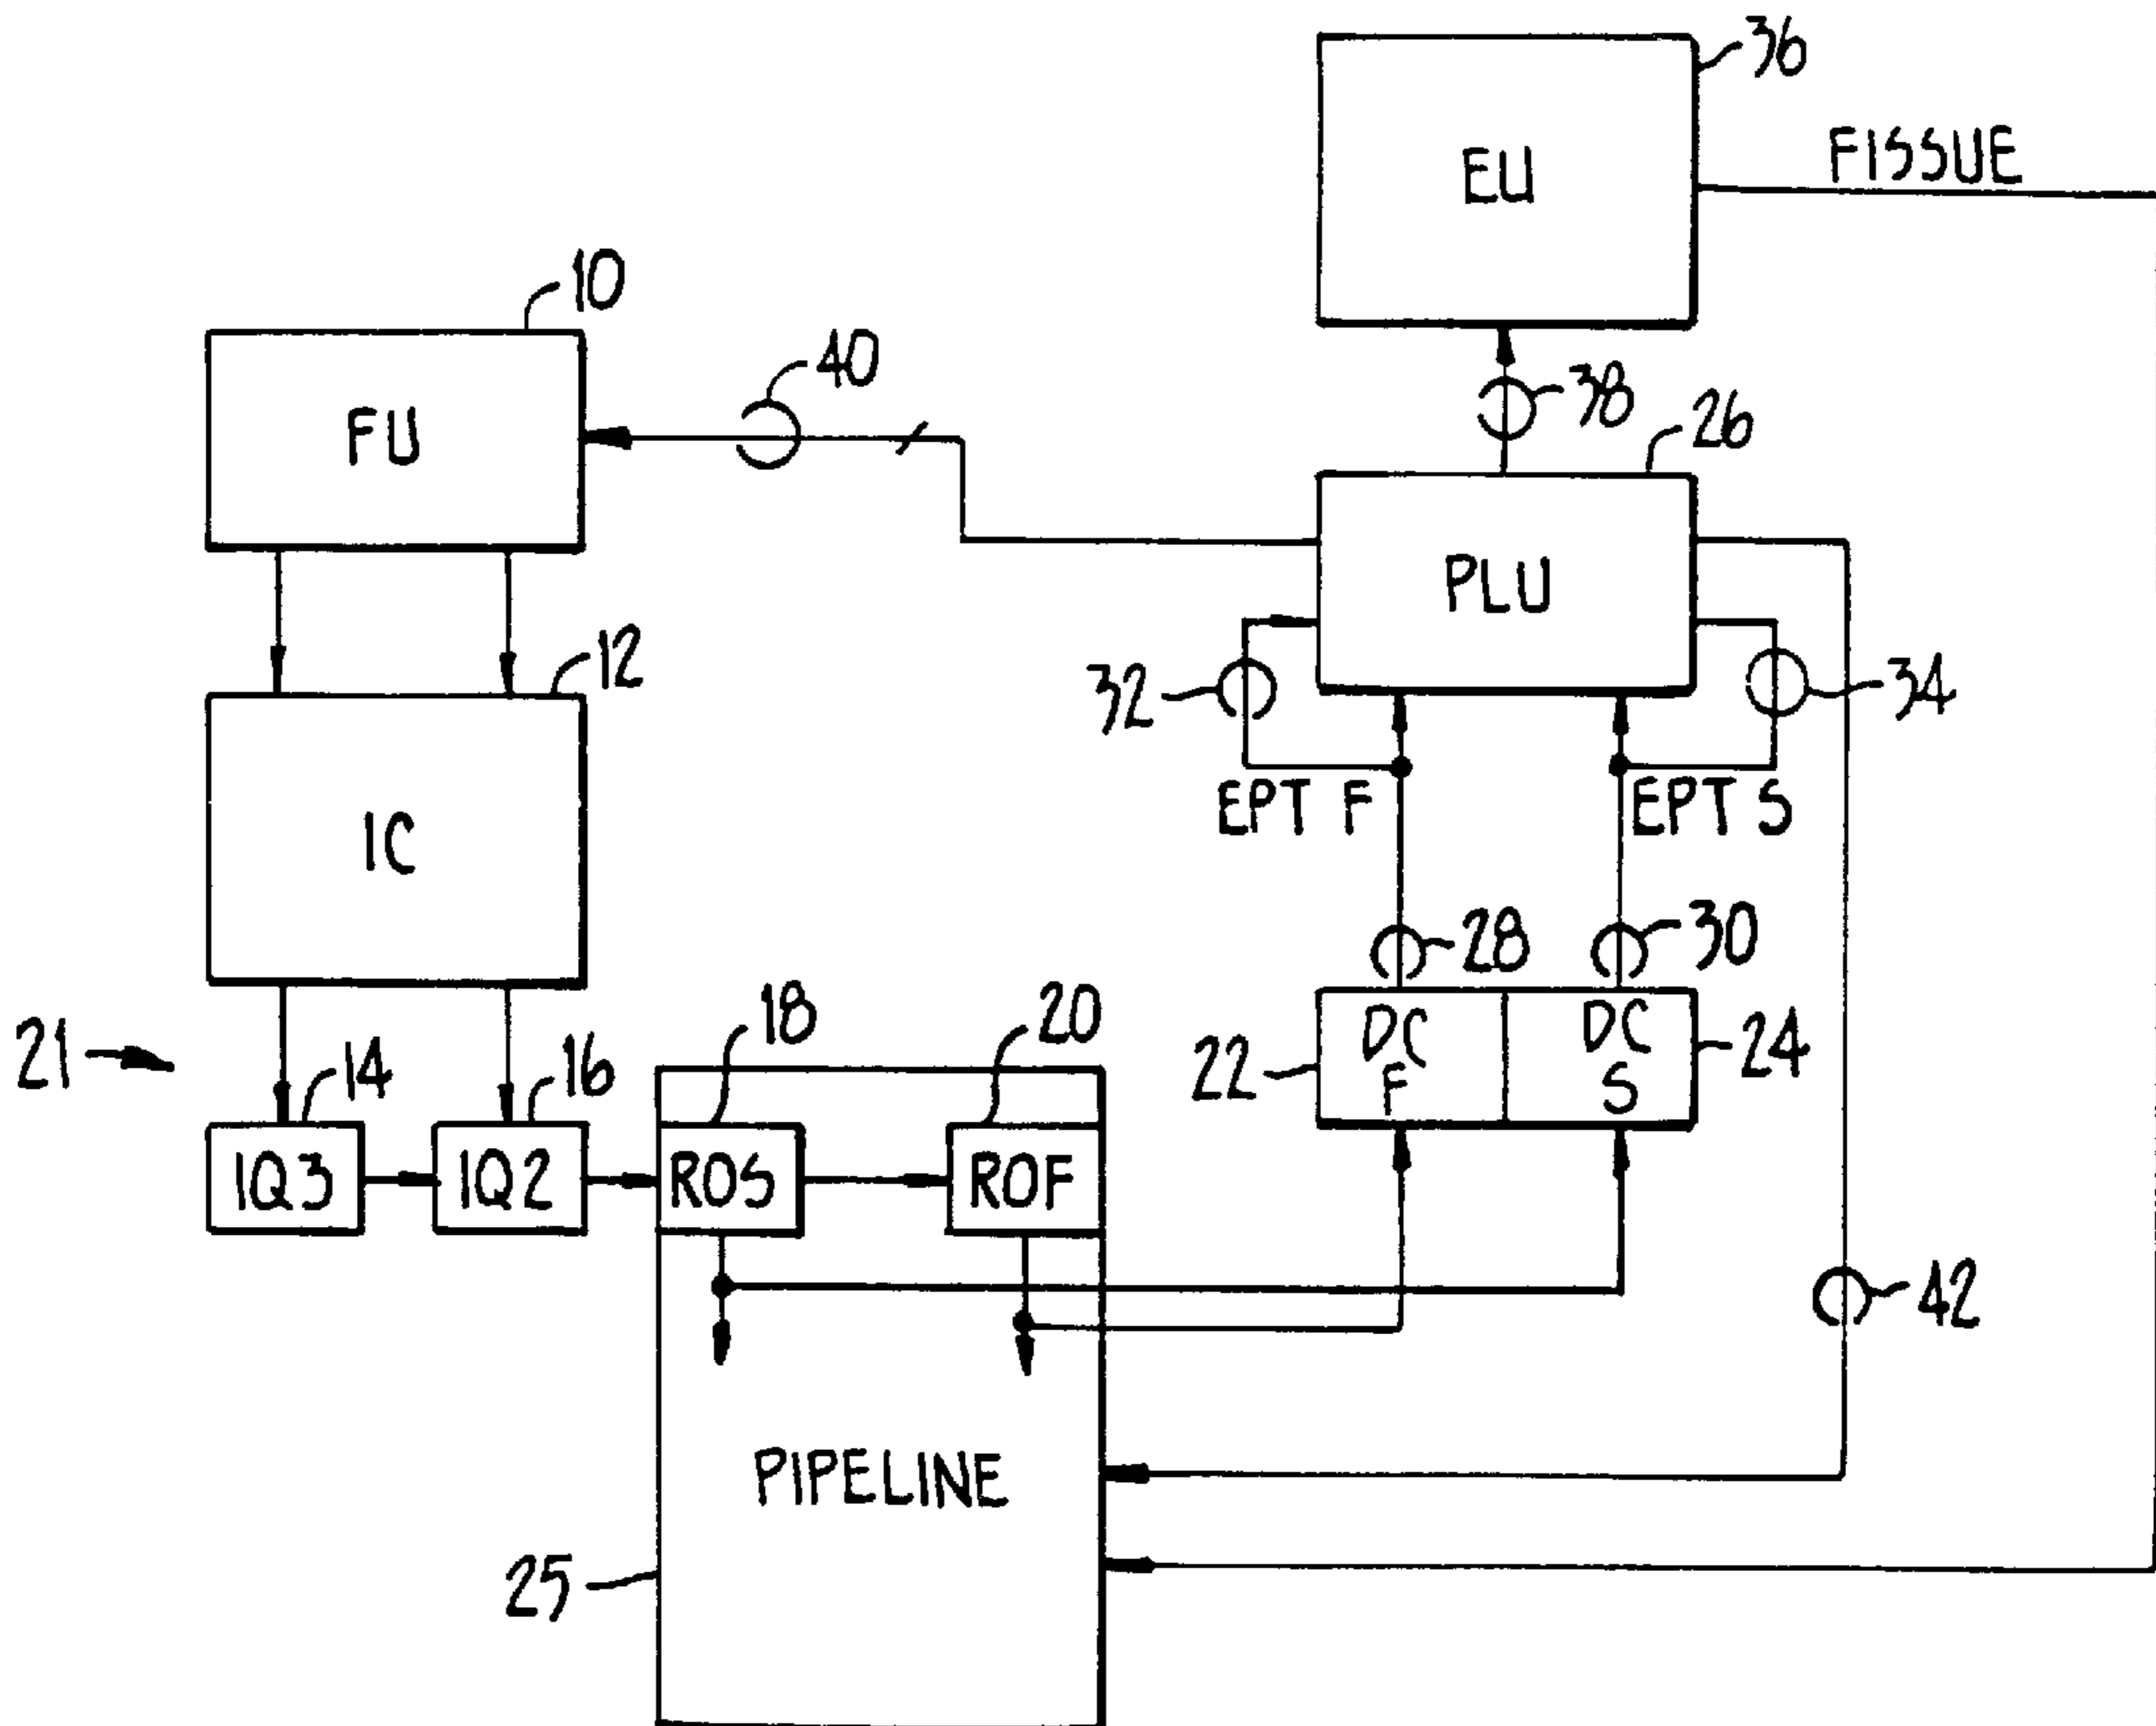 36
EU
FISSUE
10
FU
40
38
26
PLU
12
32
34
EPT F
EPT S
IC
28
30
21
14
16
18
20
22
DC F
DC S
24
IQ3
IQ2
ROS
ROF
42
PIPELINE
25